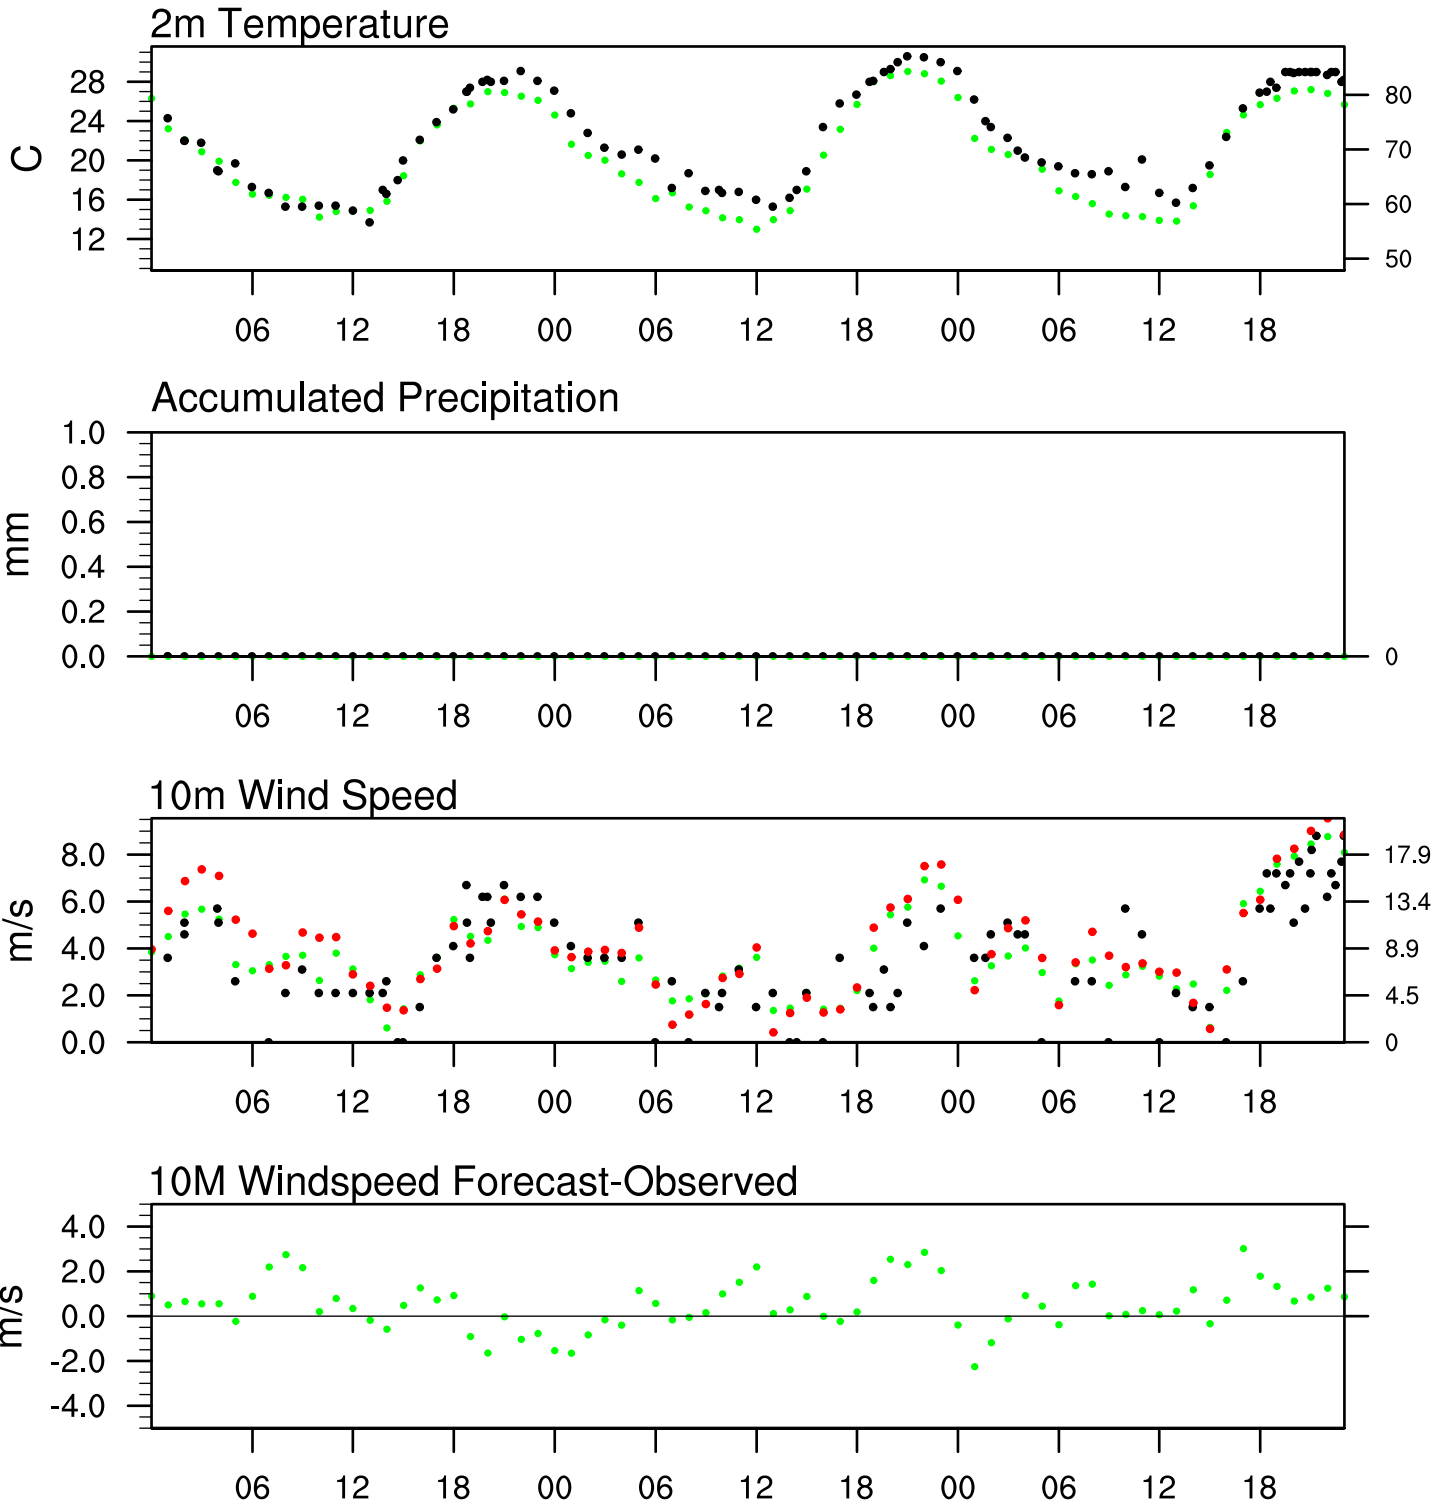 2m Temperature
C
28
24
20
16
12
80
70
60
50
06 12 18 00 06 12 18 00 06 12 18
Accumulated Precipitation
mm
1.0
0.8
0.6
0.4
0.2
0.0
0
06 12 18 00 06 12 18 00 06 12 18
10m Wind Speed
m/s
8.0
6.0
4.0
2.0
0.0
17.9
13.4
8.9
4.5
0
06 12 18 00 06 12 18 00 06 12 18
10M Windspeed Forecast-Observed
m/s
4.0
2.0
0.0
-2.0
-4.0
06 12 18 00 06 12 18 00 06 12 18